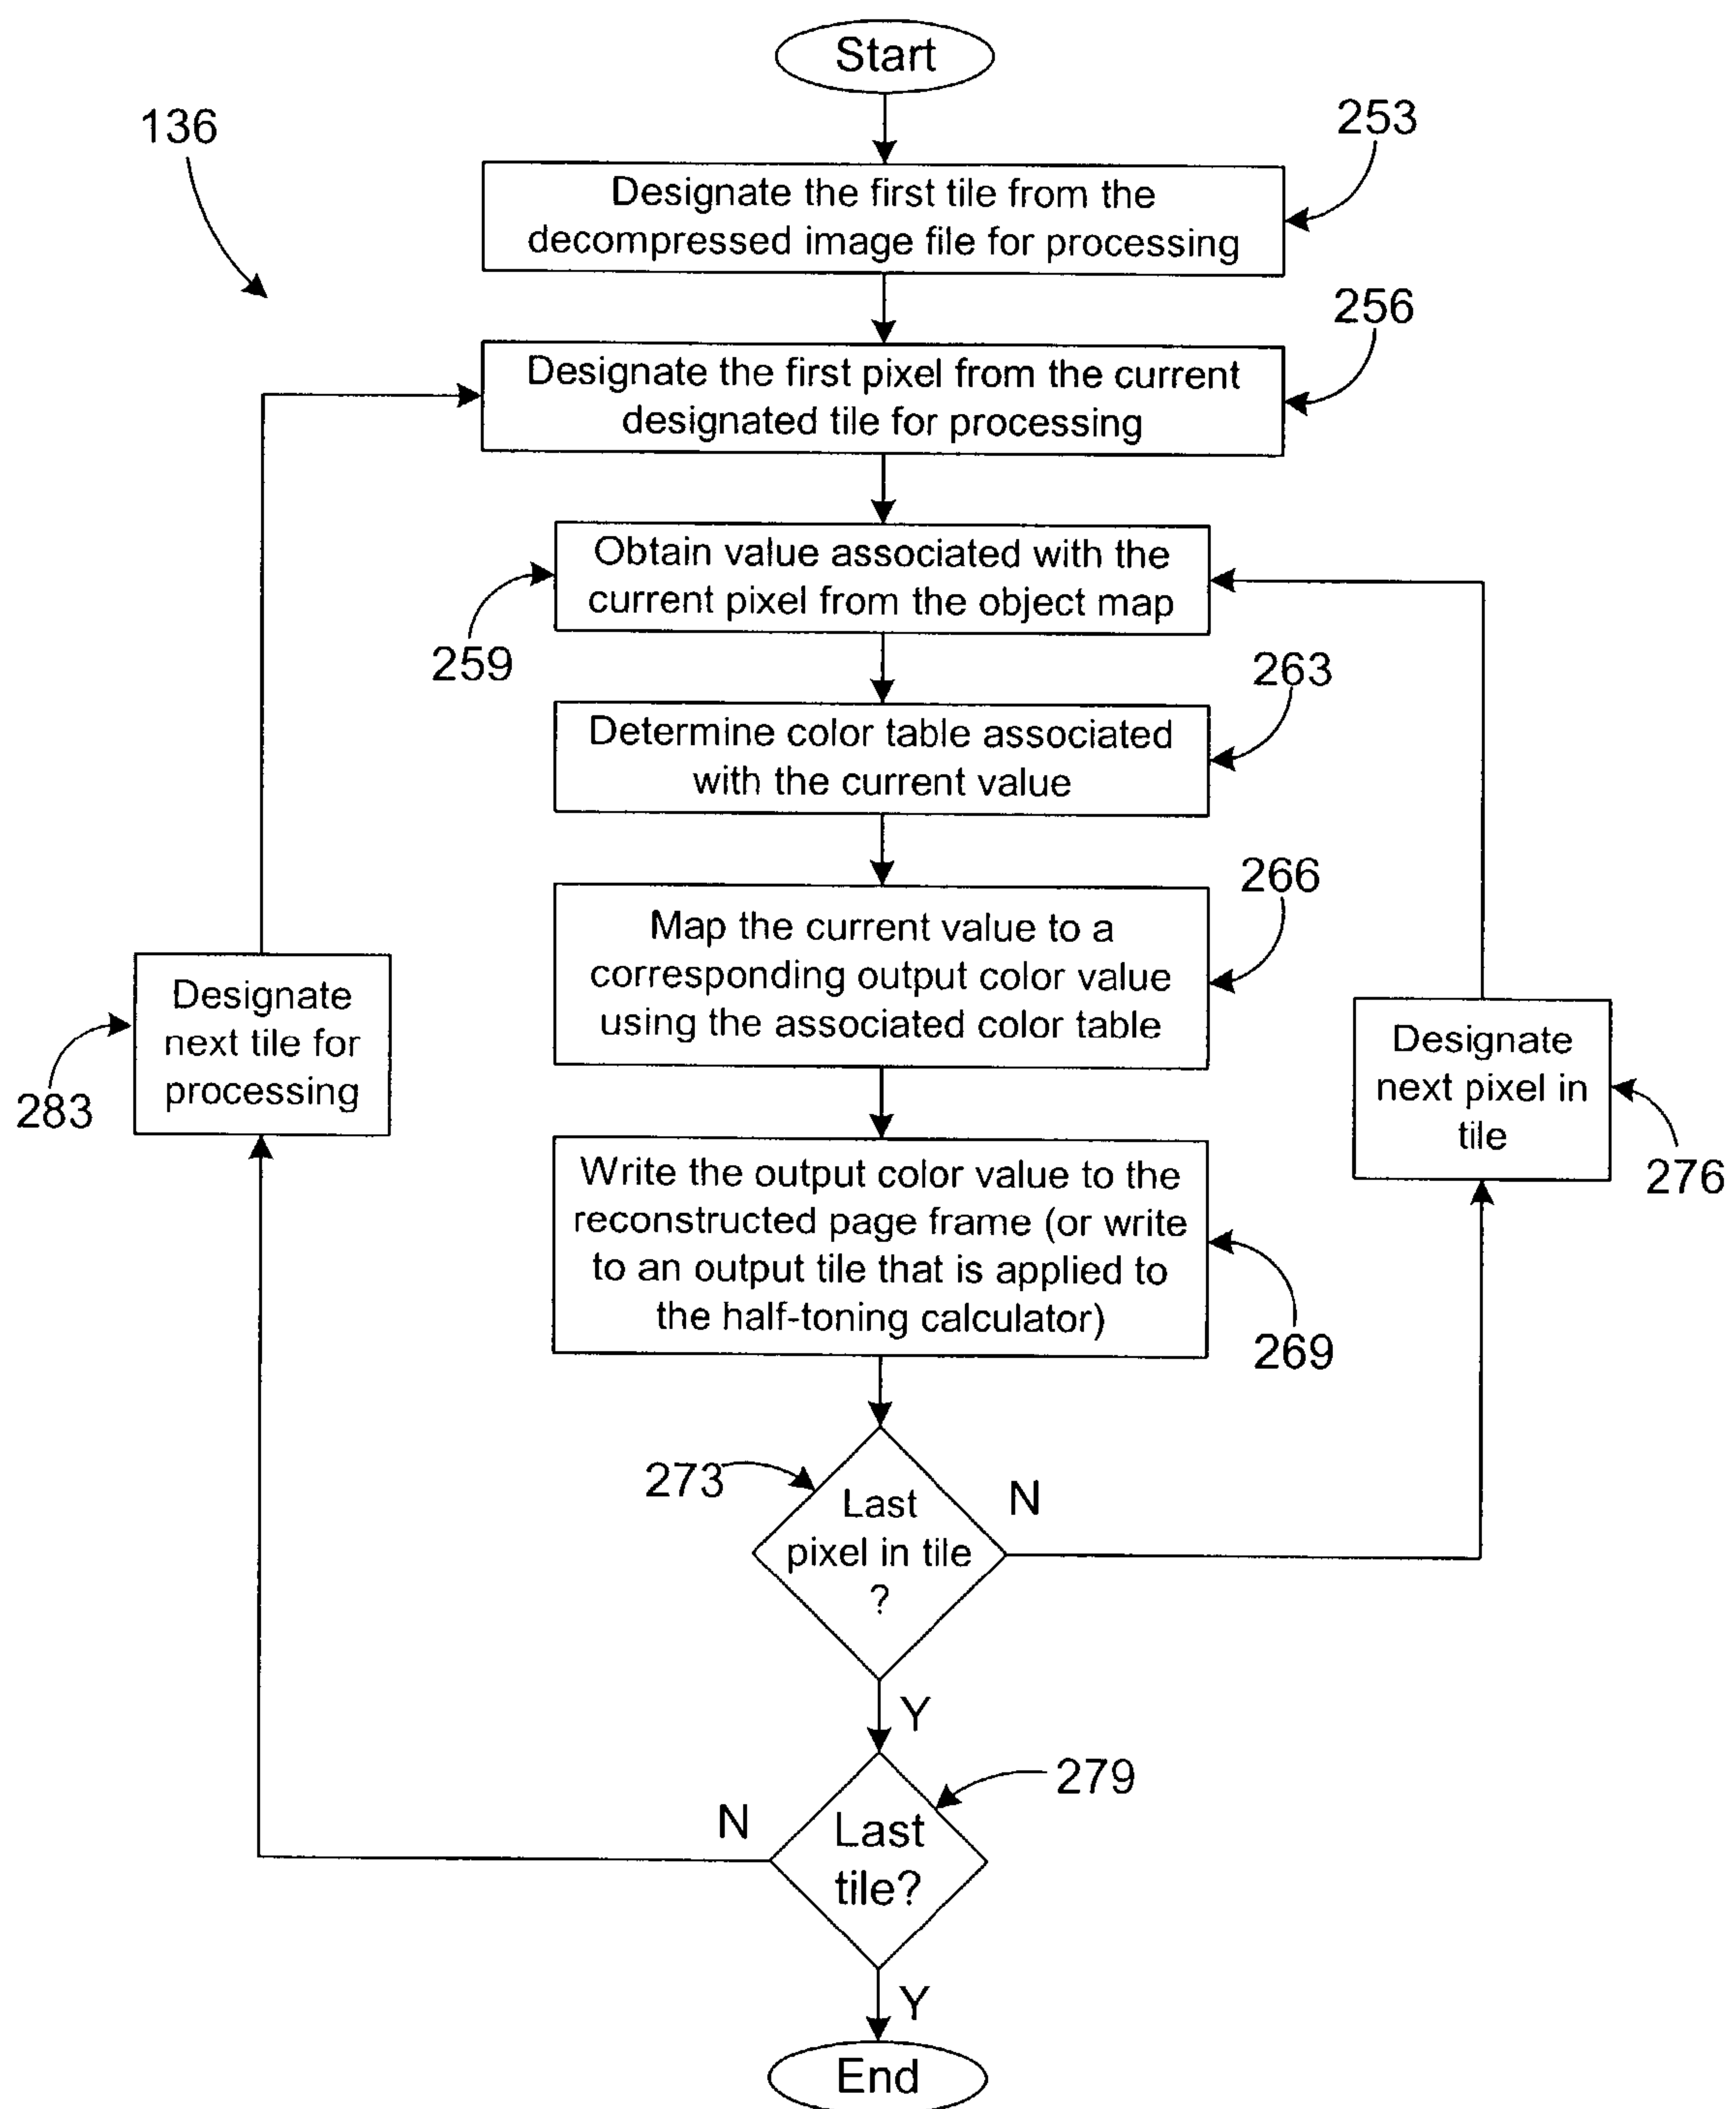 Start
136
253
Designate the first tile from the
decompressed image file for processing
256
Designate the first pixel from the current
designated tile for processing
Obtain value associated with the
current pixel from the object map
259
263
Determine color table associated
with the current value
266
Map the current value to a
corresponding output color value
using the associated color table
Designate
next tile for
processing
283
Designate
next pixel in
tile
276
Write the output color value to the
reconstructed page frame (or write
to an output tile that is applied to
the half-toning calculator)
269
273
Last
pixel in tile
?
N
Y
279
N
Last
tile?
Y
End